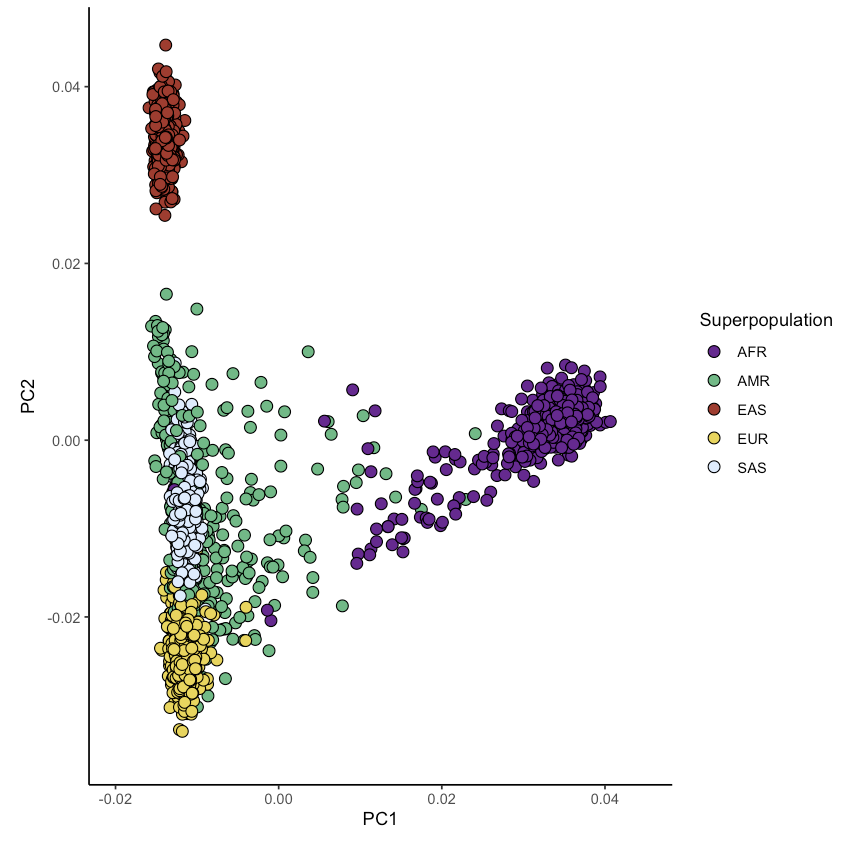 0.04
0.02
0.00
-0.02
PC2
-0.02
0.00
0.02
0.04
PC1
Superpopulation
AFR
AMR
EAS
EUR
SAS